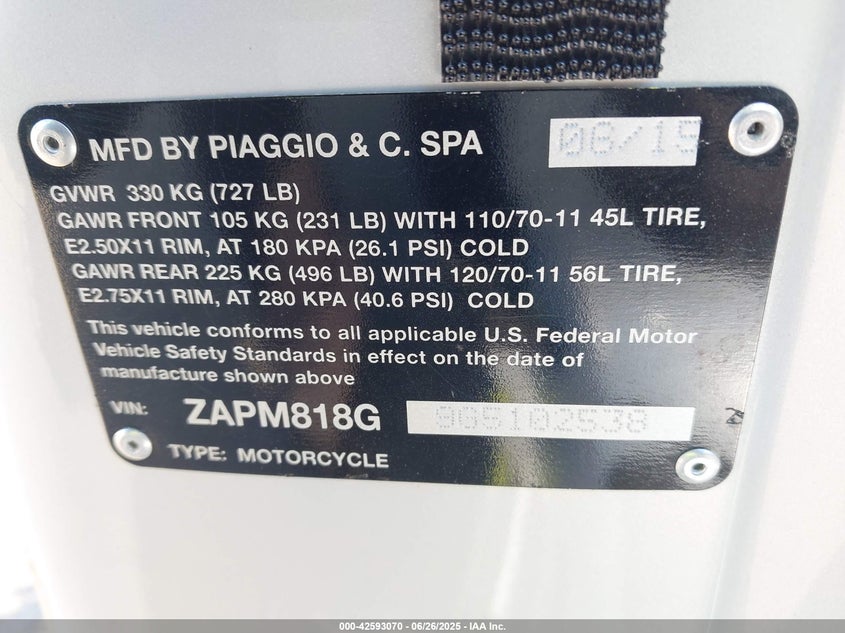 MFD BY PIAGGIO & C. SPA 06/15
GVWR 330 KG (727 LB)
GAWR FRONT 105 KG (231 LB) WITH 110/70-11 45L TIRE,
E2.50X11 RIM, AT 180 KPA (26.1 PSI) COLD
GAWR REAR 225 KG (496 LB) WITH 120/70-11 56L TIRE,
E2.75X11 RIM, AT 280 KPA (40.6 PSI) COLD
This vehicle conforms to all applicable U.S. Federal Motor
Vehicle Safety Standards in effect on the date of
manufacture shown above
VIN: ZAPM818G
TYPE: MOTORCYCLE
000-42593070 - 06/26/2025 - IAA Inc.